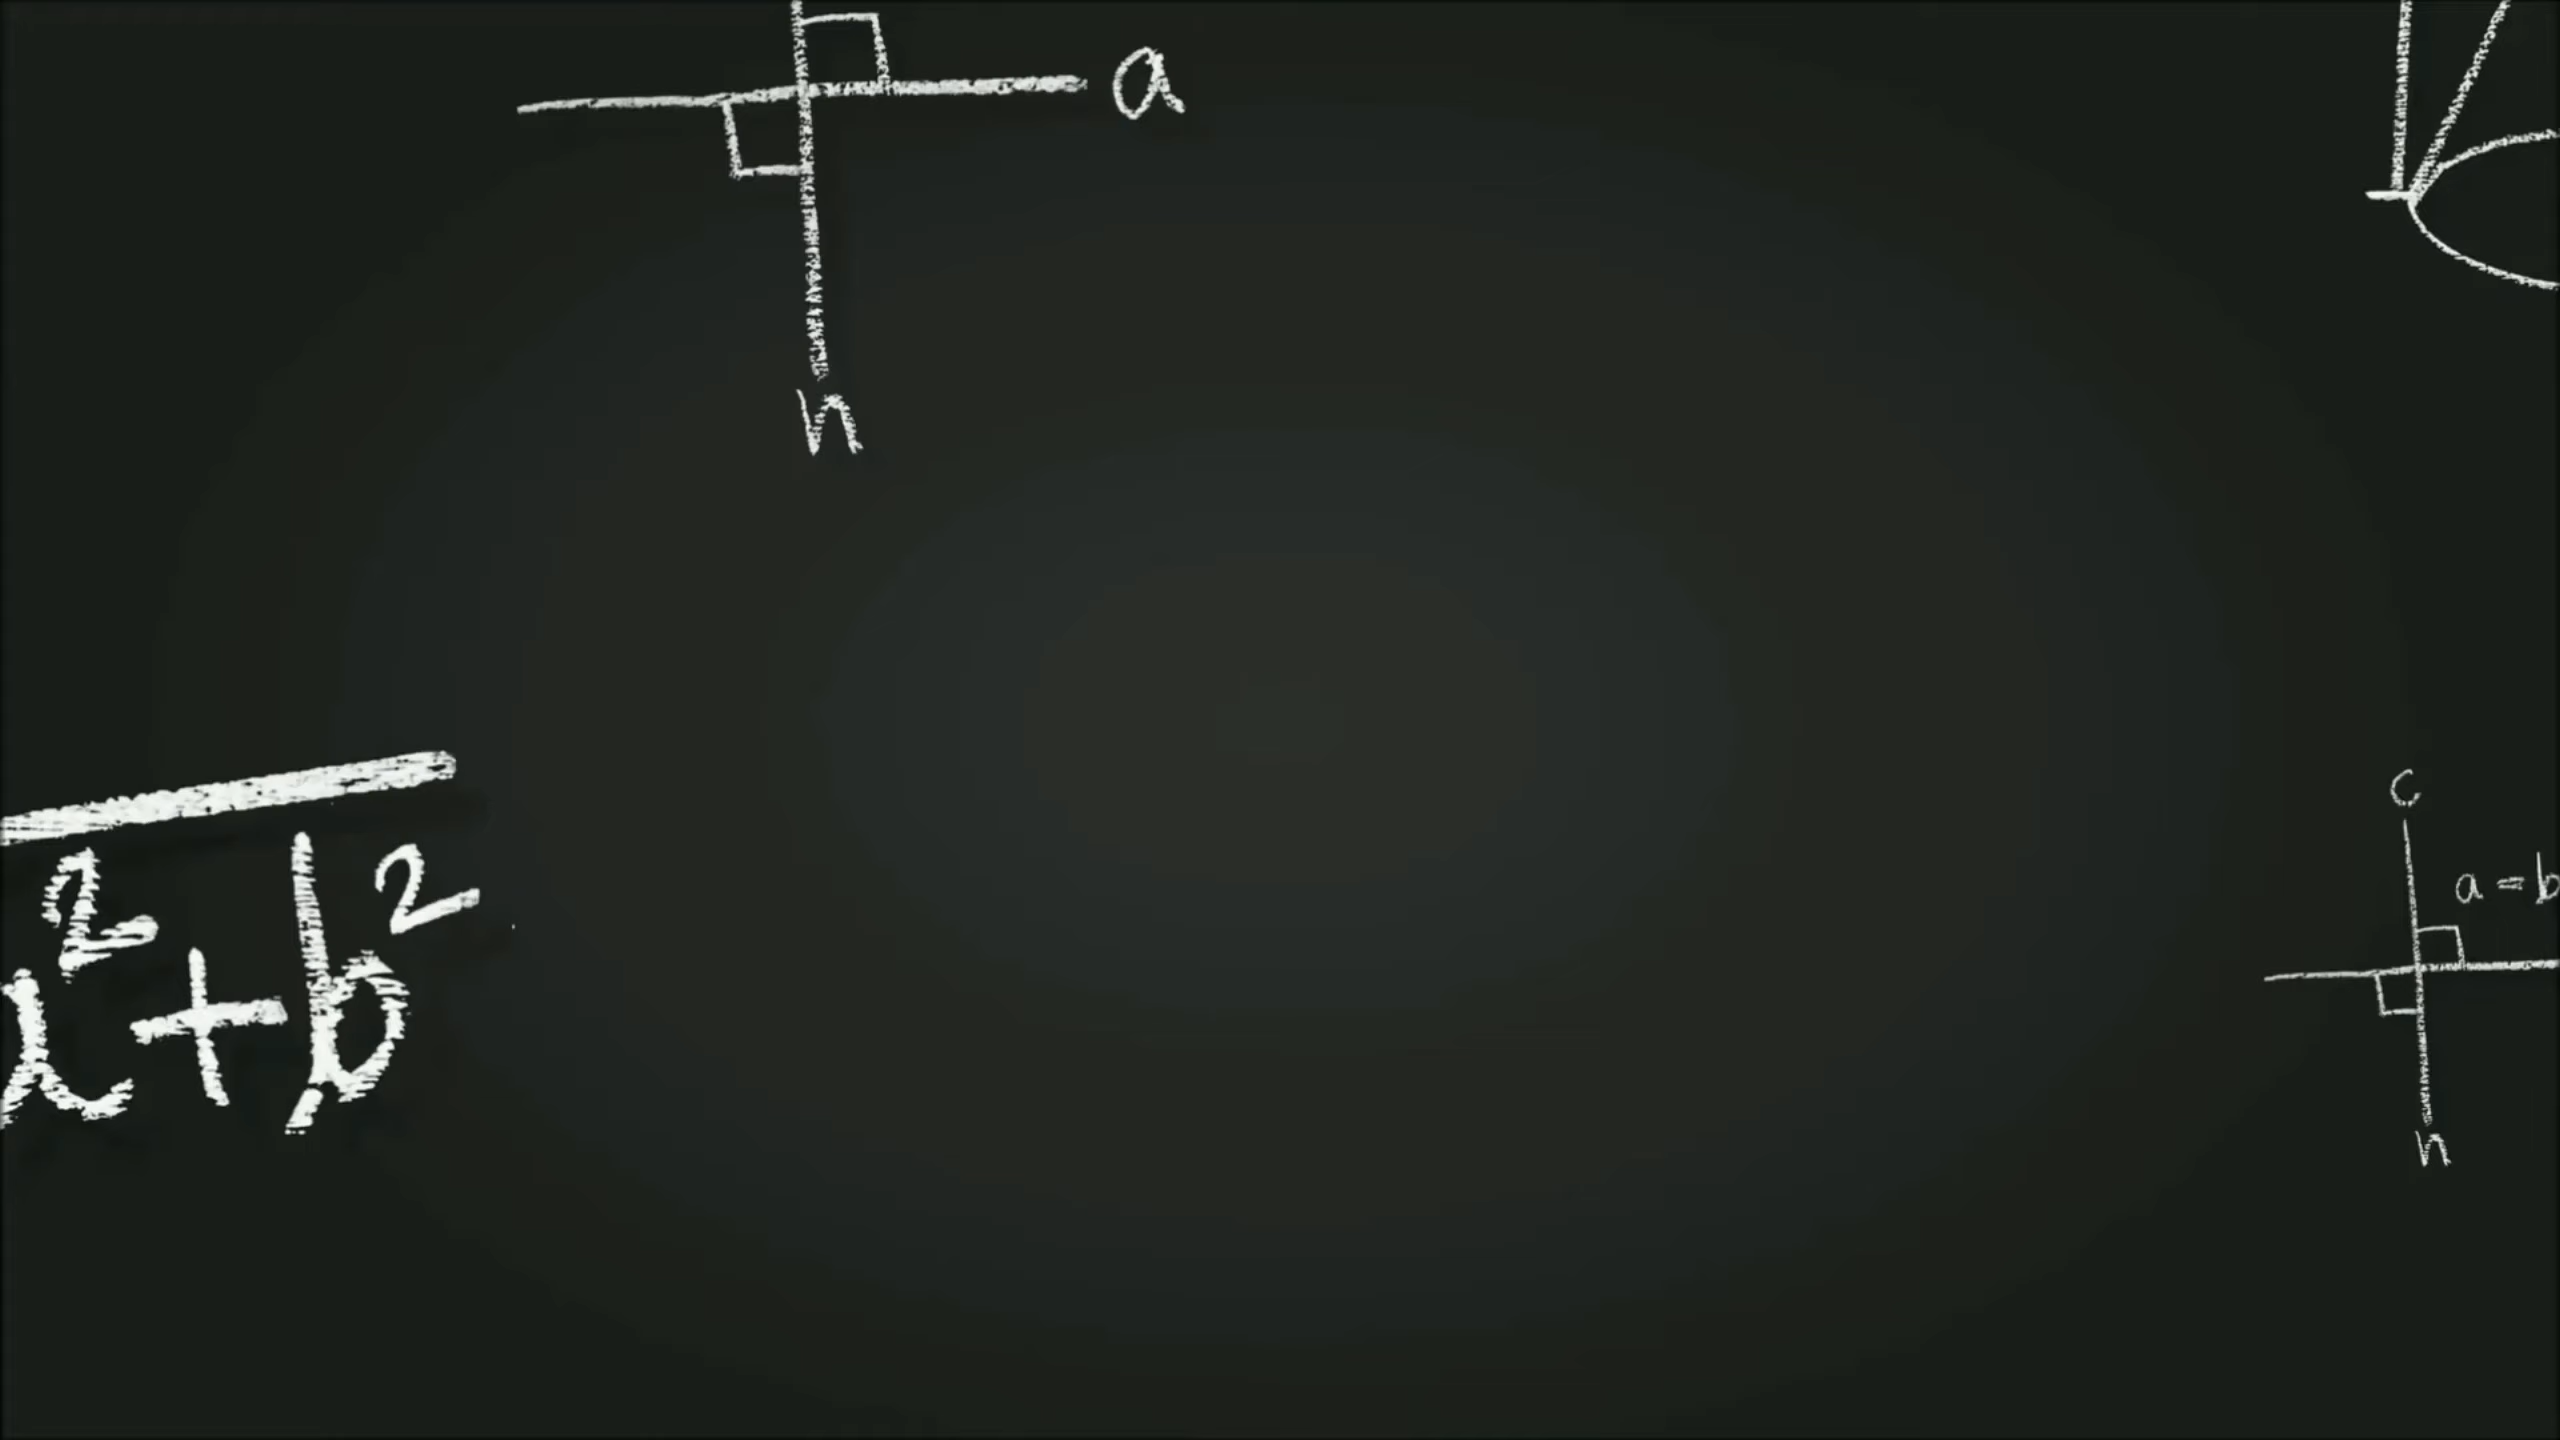 a
n
c
a = b
a² + b²
n